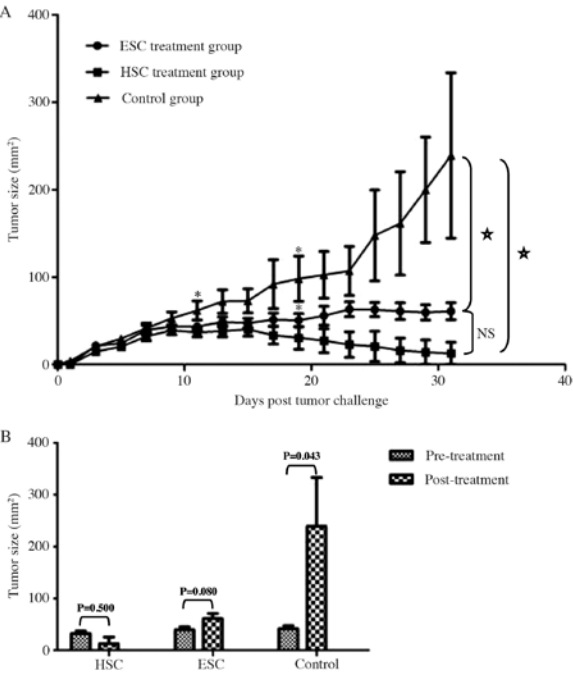 A
400
ESC treatment group
HSC treatment group
Control group
300
Tumor size (mm²)
200
*
*
100
*
NS
0
0
10
20
30
40
Days post tumor challenge
B
400
P=0.043
Pre-treatment
Post-treatment
300
Tumor size (mm²)
200
P=0.500
P=0.080
100
0
HSC
ESC
Control